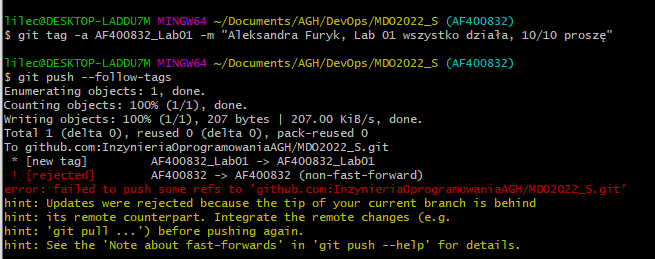 lilec@DESKTOP-LADDU7M MINGW64 ~/Documents/AGH/DevOps/MDO2022_S (AF400832)
$ git tag -a AF400832_Lab01 -m "Aleksandra Furyk, Lab 01 wszystko działa, 10/10 proszę"
lilec@DESKTOP-LADDU7M MINGW64 ~/Documents/AGH/DevOps/MDO2022_S (AF400832)
$ git push --follow-tags
Enumerating objects: 1, done.
Counting objects: 100% (1/1), done.
Writing objects: 100% (1/1), 207 bytes | 207.00 KiB/s, done.
Total 1 (delta 0), reused 0 (delta 0), pack-reused 0
To github.com:InzynieriaOprogramowaniaAGH/MDO2022_S.git
* [new tag] AF400832_Lab01 -> AF400832_Lab01
! [rejected] AF400832 -> AF400832 (non-fast-forward)
error: failed to push some refs to 'github.com:InzynieriaOprogramowaniaAGH/MDO2022_S.git'
hint: Updates were rejected because the tip of your current branch is behind
hint: its remote counterpart. Integrate the remote changes (e.g.
hint: 'git pull ...') before pushing again.
hint: See the 'Note about fast-forwards' in 'git push --help' for details.